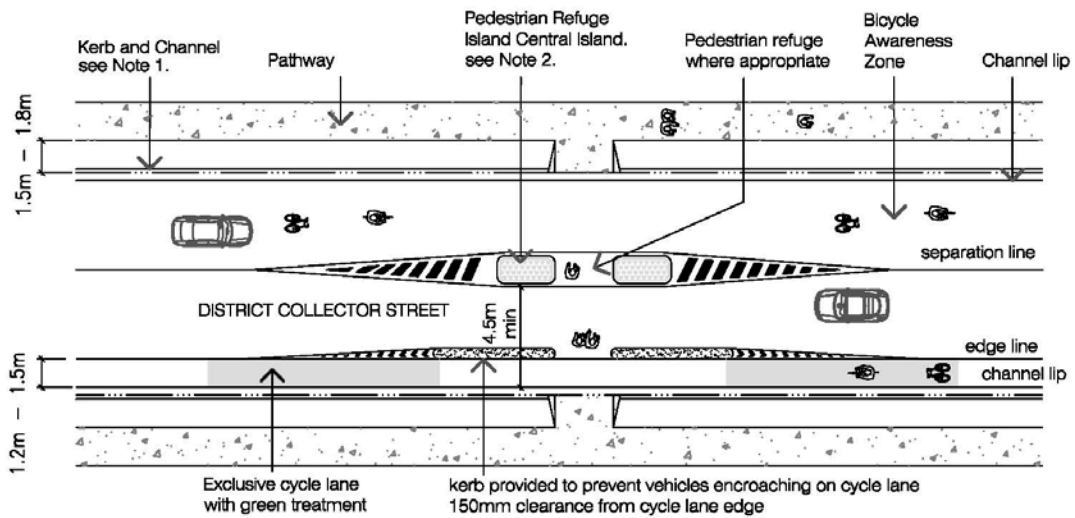 Kerb and Channel
see Note 1.
Pathway
Pedestrian Refuge
Island Central Island.
see Note 2.
Pedestrian refuge
where appropriate
Bicycle
Awareness
Zone
Channel lip
1.5m – 1.8m
separation line
DISTRICT COLLECTOR STREET
4.5m
min
edge line
channel lip
1.2m – 1.5m
Exclusive cycle lane
with green treatment
kerb provided to prevent vehicles encroaching on cycle lane
150mm clearance from cycle lane edge